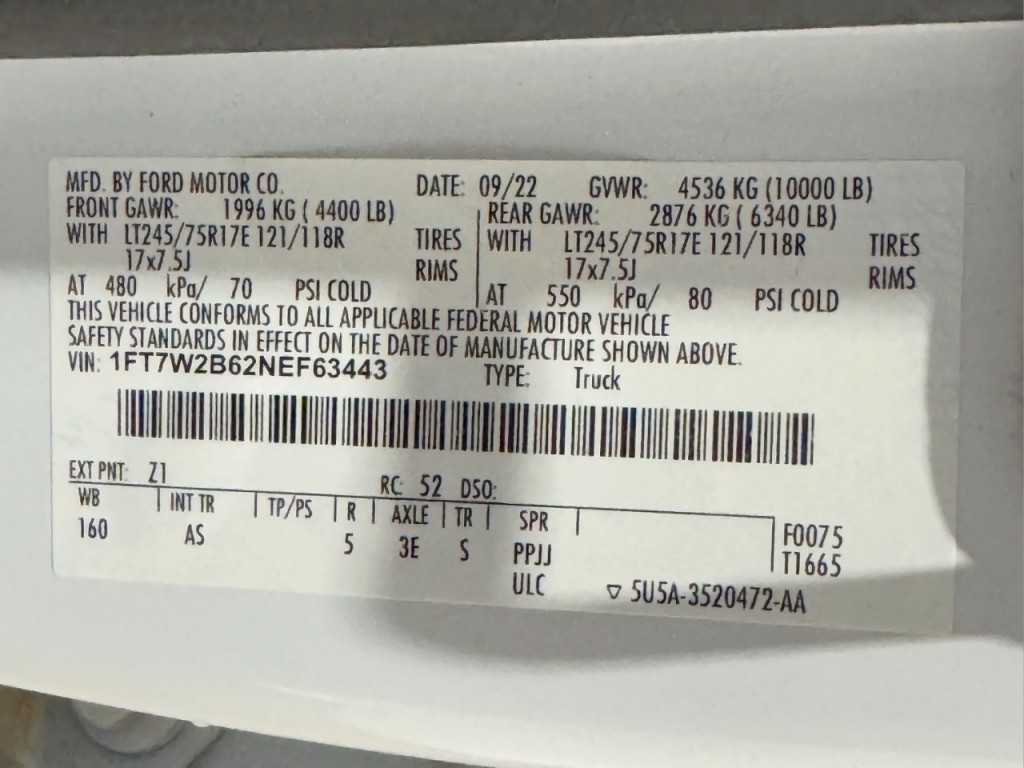 MFD. BY FORD MOTOR CO. DATE: 09/22 GVWR: 4536 KG (10000 LB)
FRONT GAWR: 1996 KG ( 4400 LB) REAR GAWR: 2876 KG ( 6340 LB)
WITH LT245/75R17E 121/118R TIRES WITH LT245/75R17E 121/118R TIRES
17x7.5J RIMS 17x7.5J RIMS
AT 480 kPa/ 70 PSI COLD AT 550 kPa/ 80 PSI COLD
THIS VEHICLE CONFORMS TO ALL APPLICABLE FEDERAL MOTOR VEHICLE
SAFETY STANDARDS IN EFFECT ON THE DATE OF MANUFACTURE SHOWN ABOVE.
VIN: 1FT7W2B62NEF63443 TYPE: Truck
EXT PNT: Z1 RC: 52 DSO:
WB INT TR TP/PS R AXLE TR SPR F0075
160 AS 5 3E S PPJJ T1665
ULC ▽ 5U5A-3520472-AA